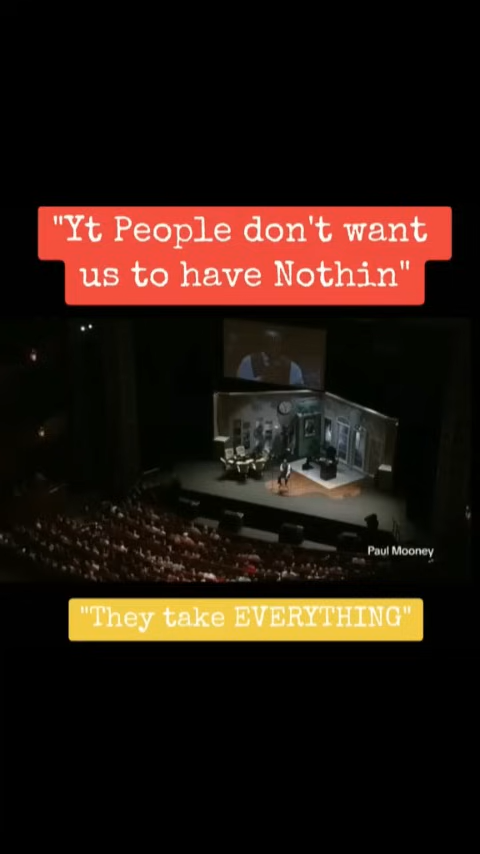 "Yt People don't want
us to have Nothin"
Paul Mooney
"They take EVERYTHING"